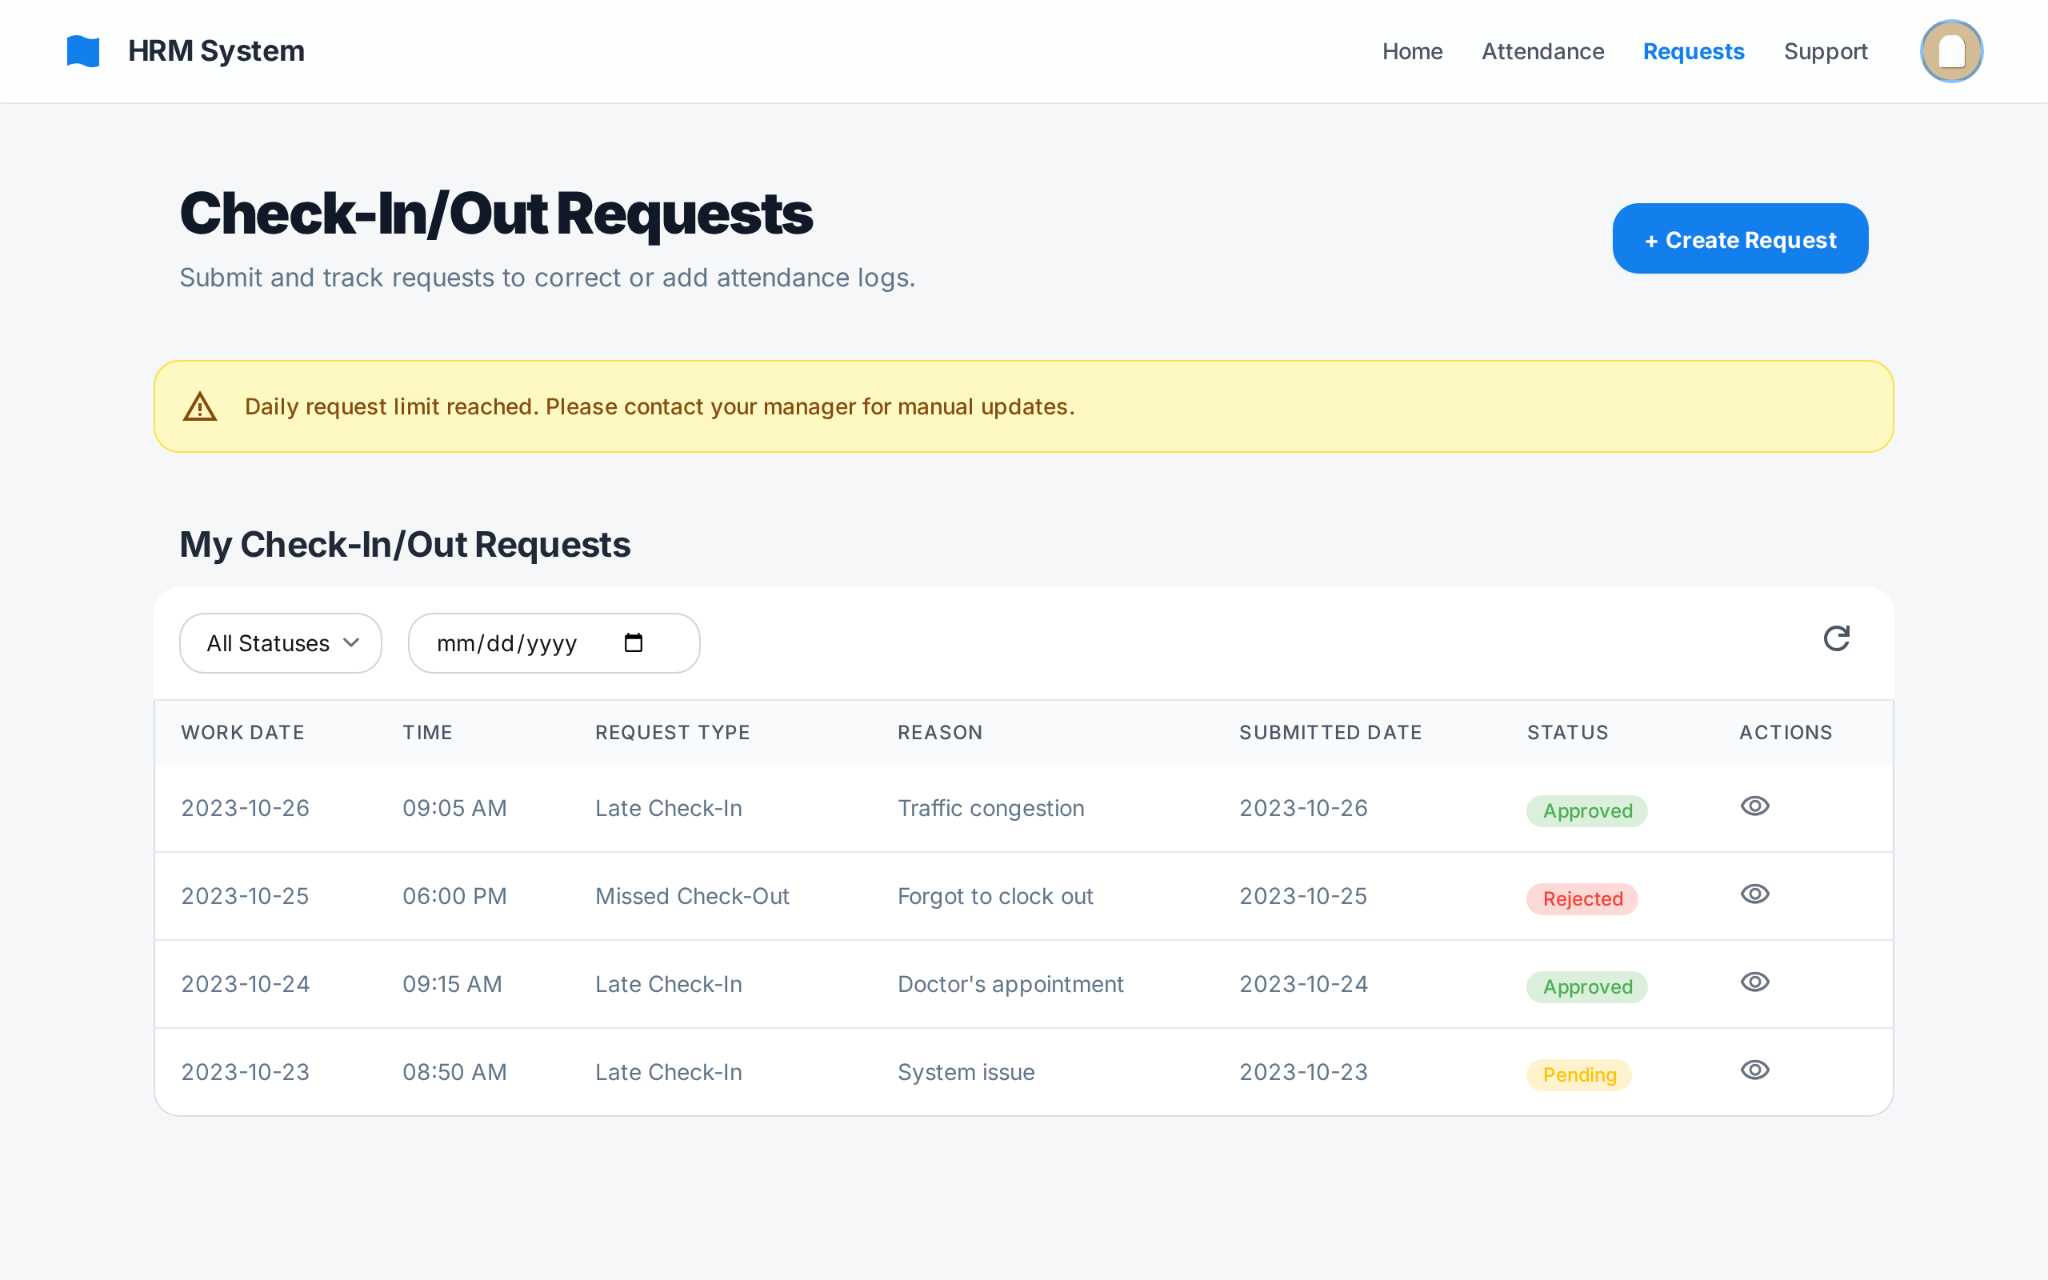 HRM System
Home Attendance Requests Support
Check-In/Out Requests
+ Create Request
Submit and track requests to correct or add attendance logs.
Daily request limit reached. Please contact your manager for manual updates.
My Check-In/Out Requests
All Statuses mm/dd/yyyy
WORK DATE TIME REQUEST TYPE REASON SUBMITTED DATE STATUS ACTIONS
2023-10-26 09:05 AM Late Check-In Traffic congestion 2023-10-26 Approved
2023-10-25 06:00 PM Missed Check-Out Forgot to clock out 2023-10-25 Rejected
2023-10-24 09:15 AM Late Check-In Doctor's appointment 2023-10-24 Approved
2023-10-23 08:50 AM Late Check-In System issue 2023-10-23 Pending